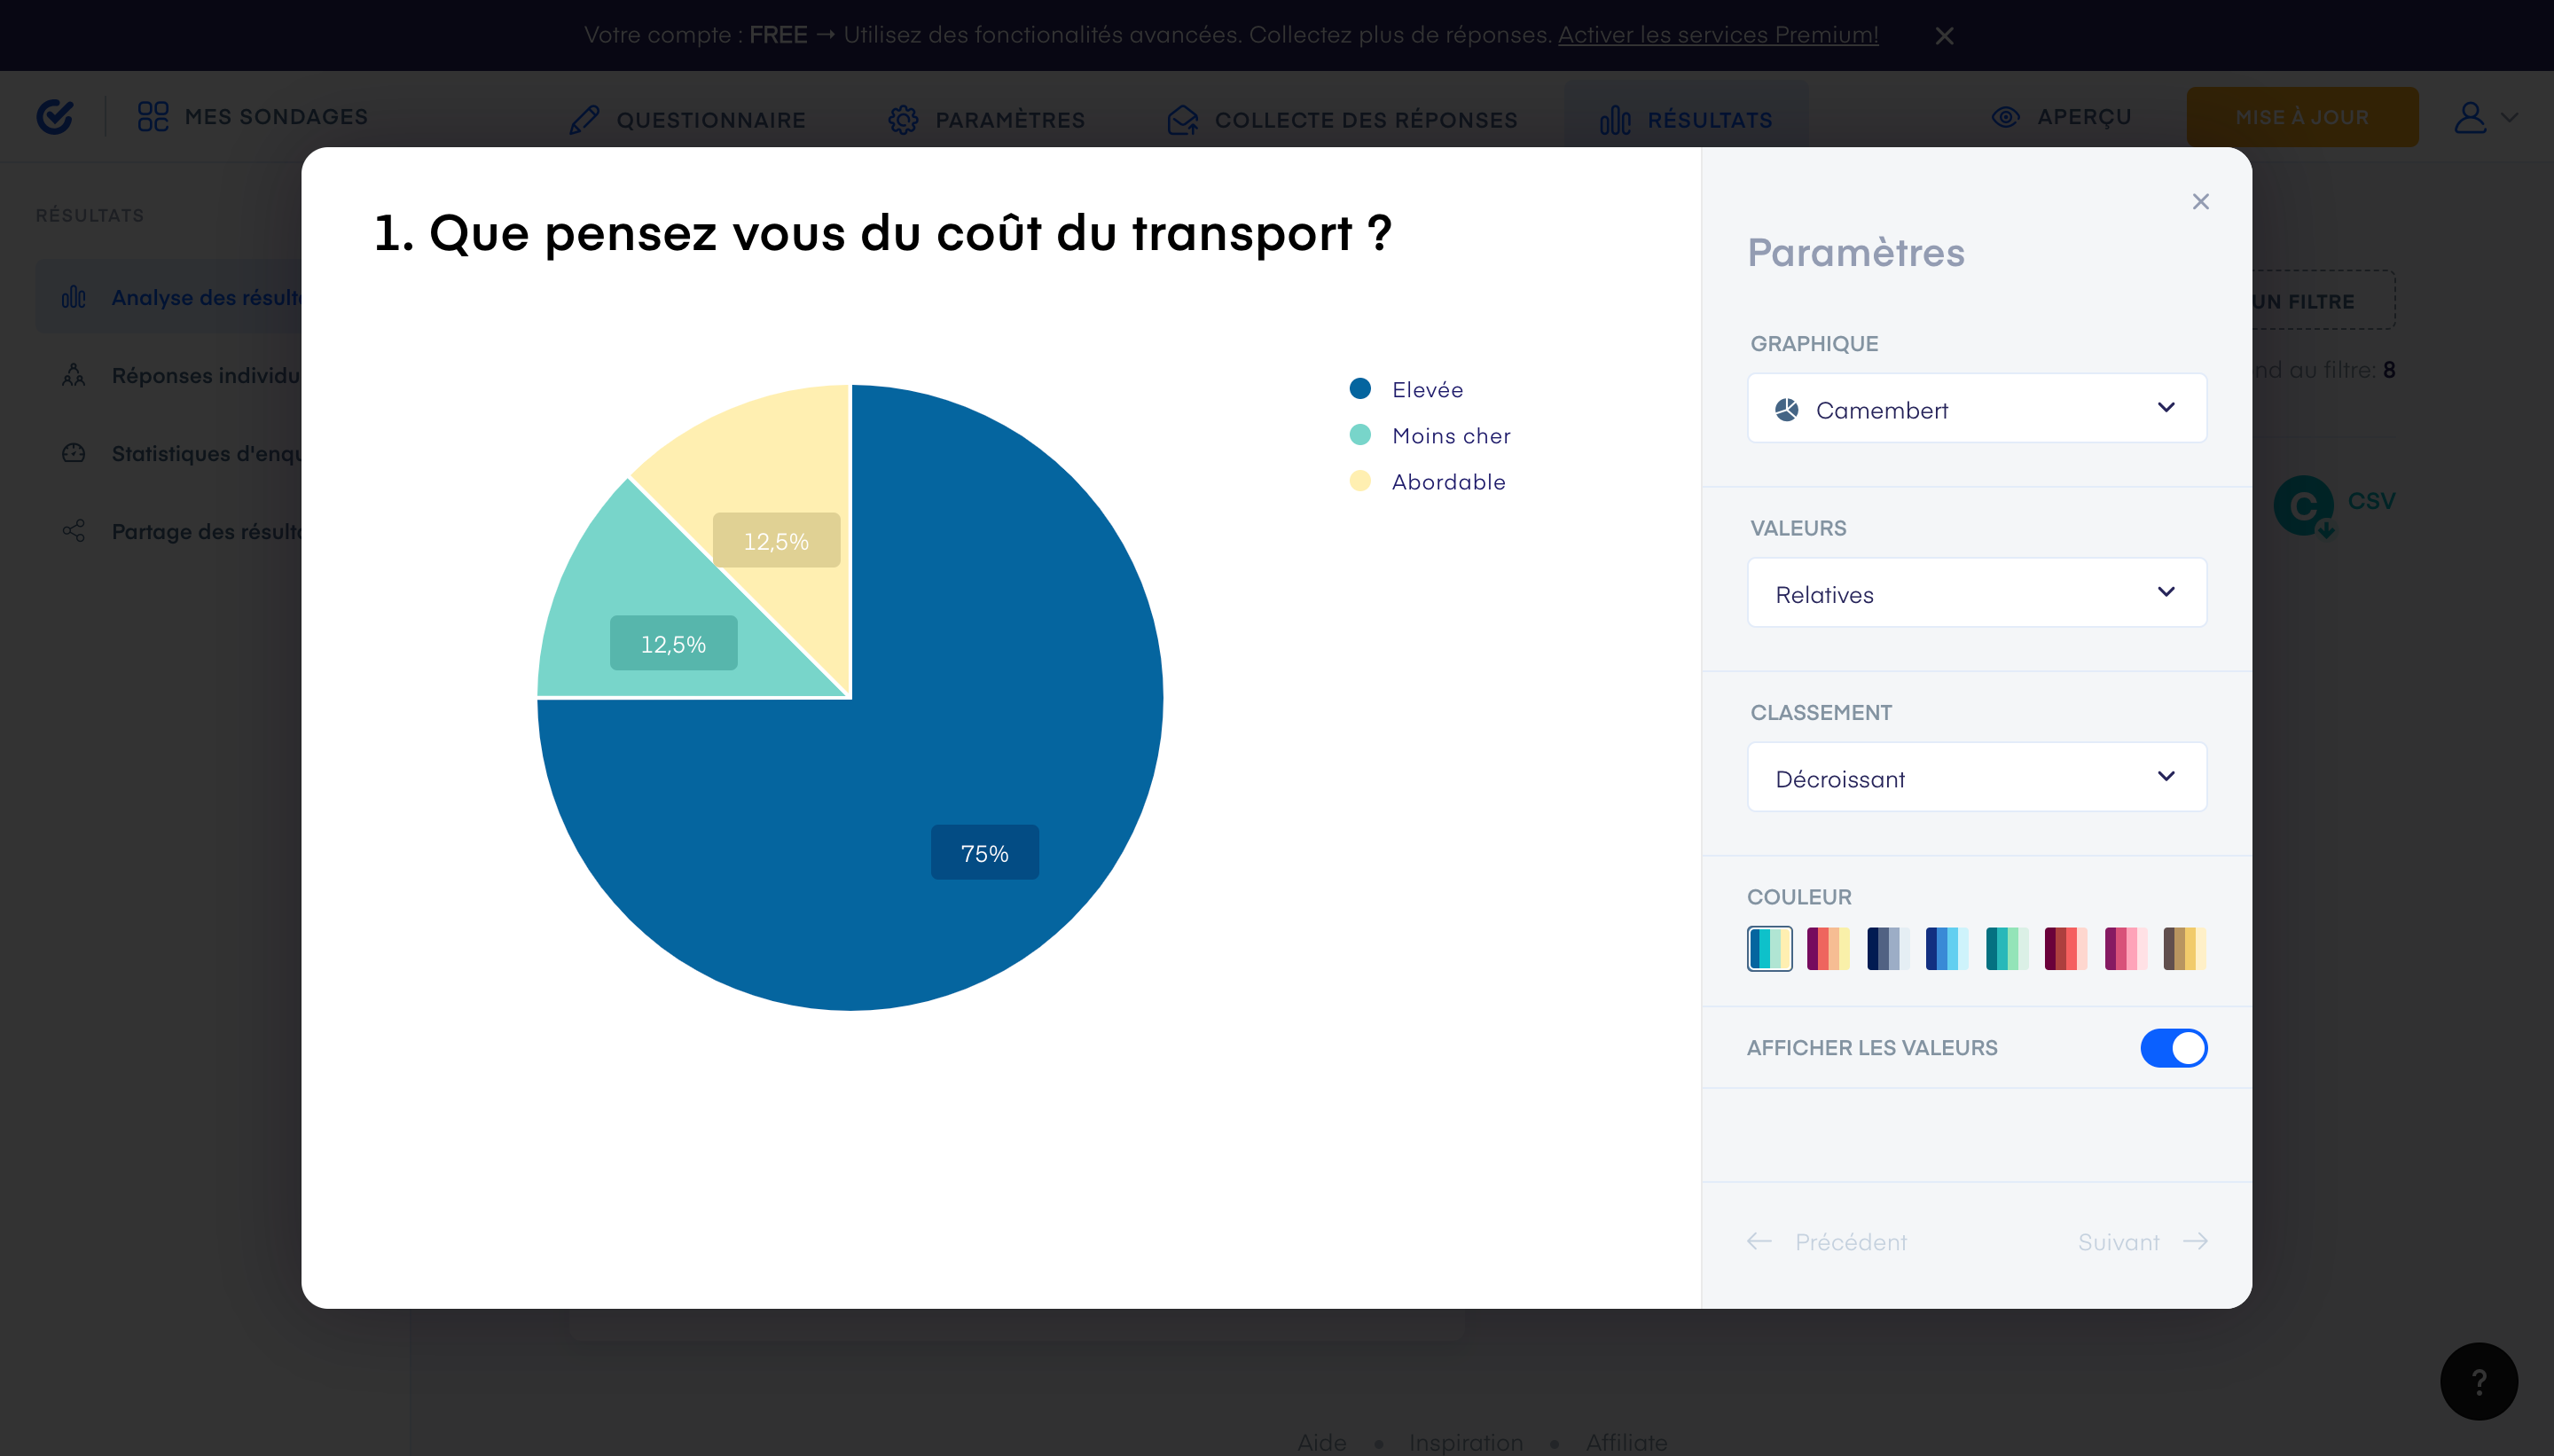 Votre compte : FREE → Utilisez des fonctionalités avancées. Collectez plus de réponses. Activer les services Premium!
MES SONDAGES
QUESTIONNAIRE
PARAMÈTRES
COLLECTE DES RÉPONSES
RÉSULTATS
APERÇU
MISE À JOUR
RÉSULTATS
Analyse des résult
Réponses individu
Statistiques d'enqu
Partage des résult
UN FILTRE
nd au filtre: 8
C
CSV
1. Que pensez vous du coût du transport ?
Elevée
Moins cher
Abordable
12,5%
12,5%
75%
Paramètres
GRAPHIQUE
Camembert
VALEURS
Relatives
CLASSEMENT
Décroissant
COULEUR
AFFICHER LES VALEURS
Précédent
Suivant
?
Aide • Inspiration • Affiliate